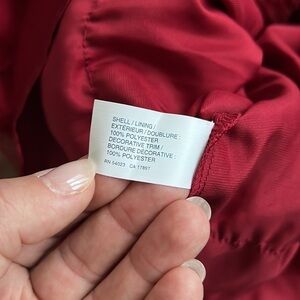 SHELL / LINING /
EXTÉRIEUR / DOUBLURE :
100% POLYESTER
DECORATIVE TRIM /
BORDURE DÉCORATIVE :
100% POLYESTER
RN 54023 CA 17897